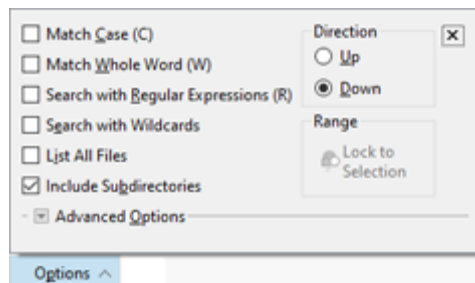 Match Case (C)
Match Whole Word (W)
Search with Regular Expressions (R)
Search with Wildcards
List All Files
Include Subdirectories
Advanced Options
Direction
Up
Down
Range
Lock to
Selection
Options